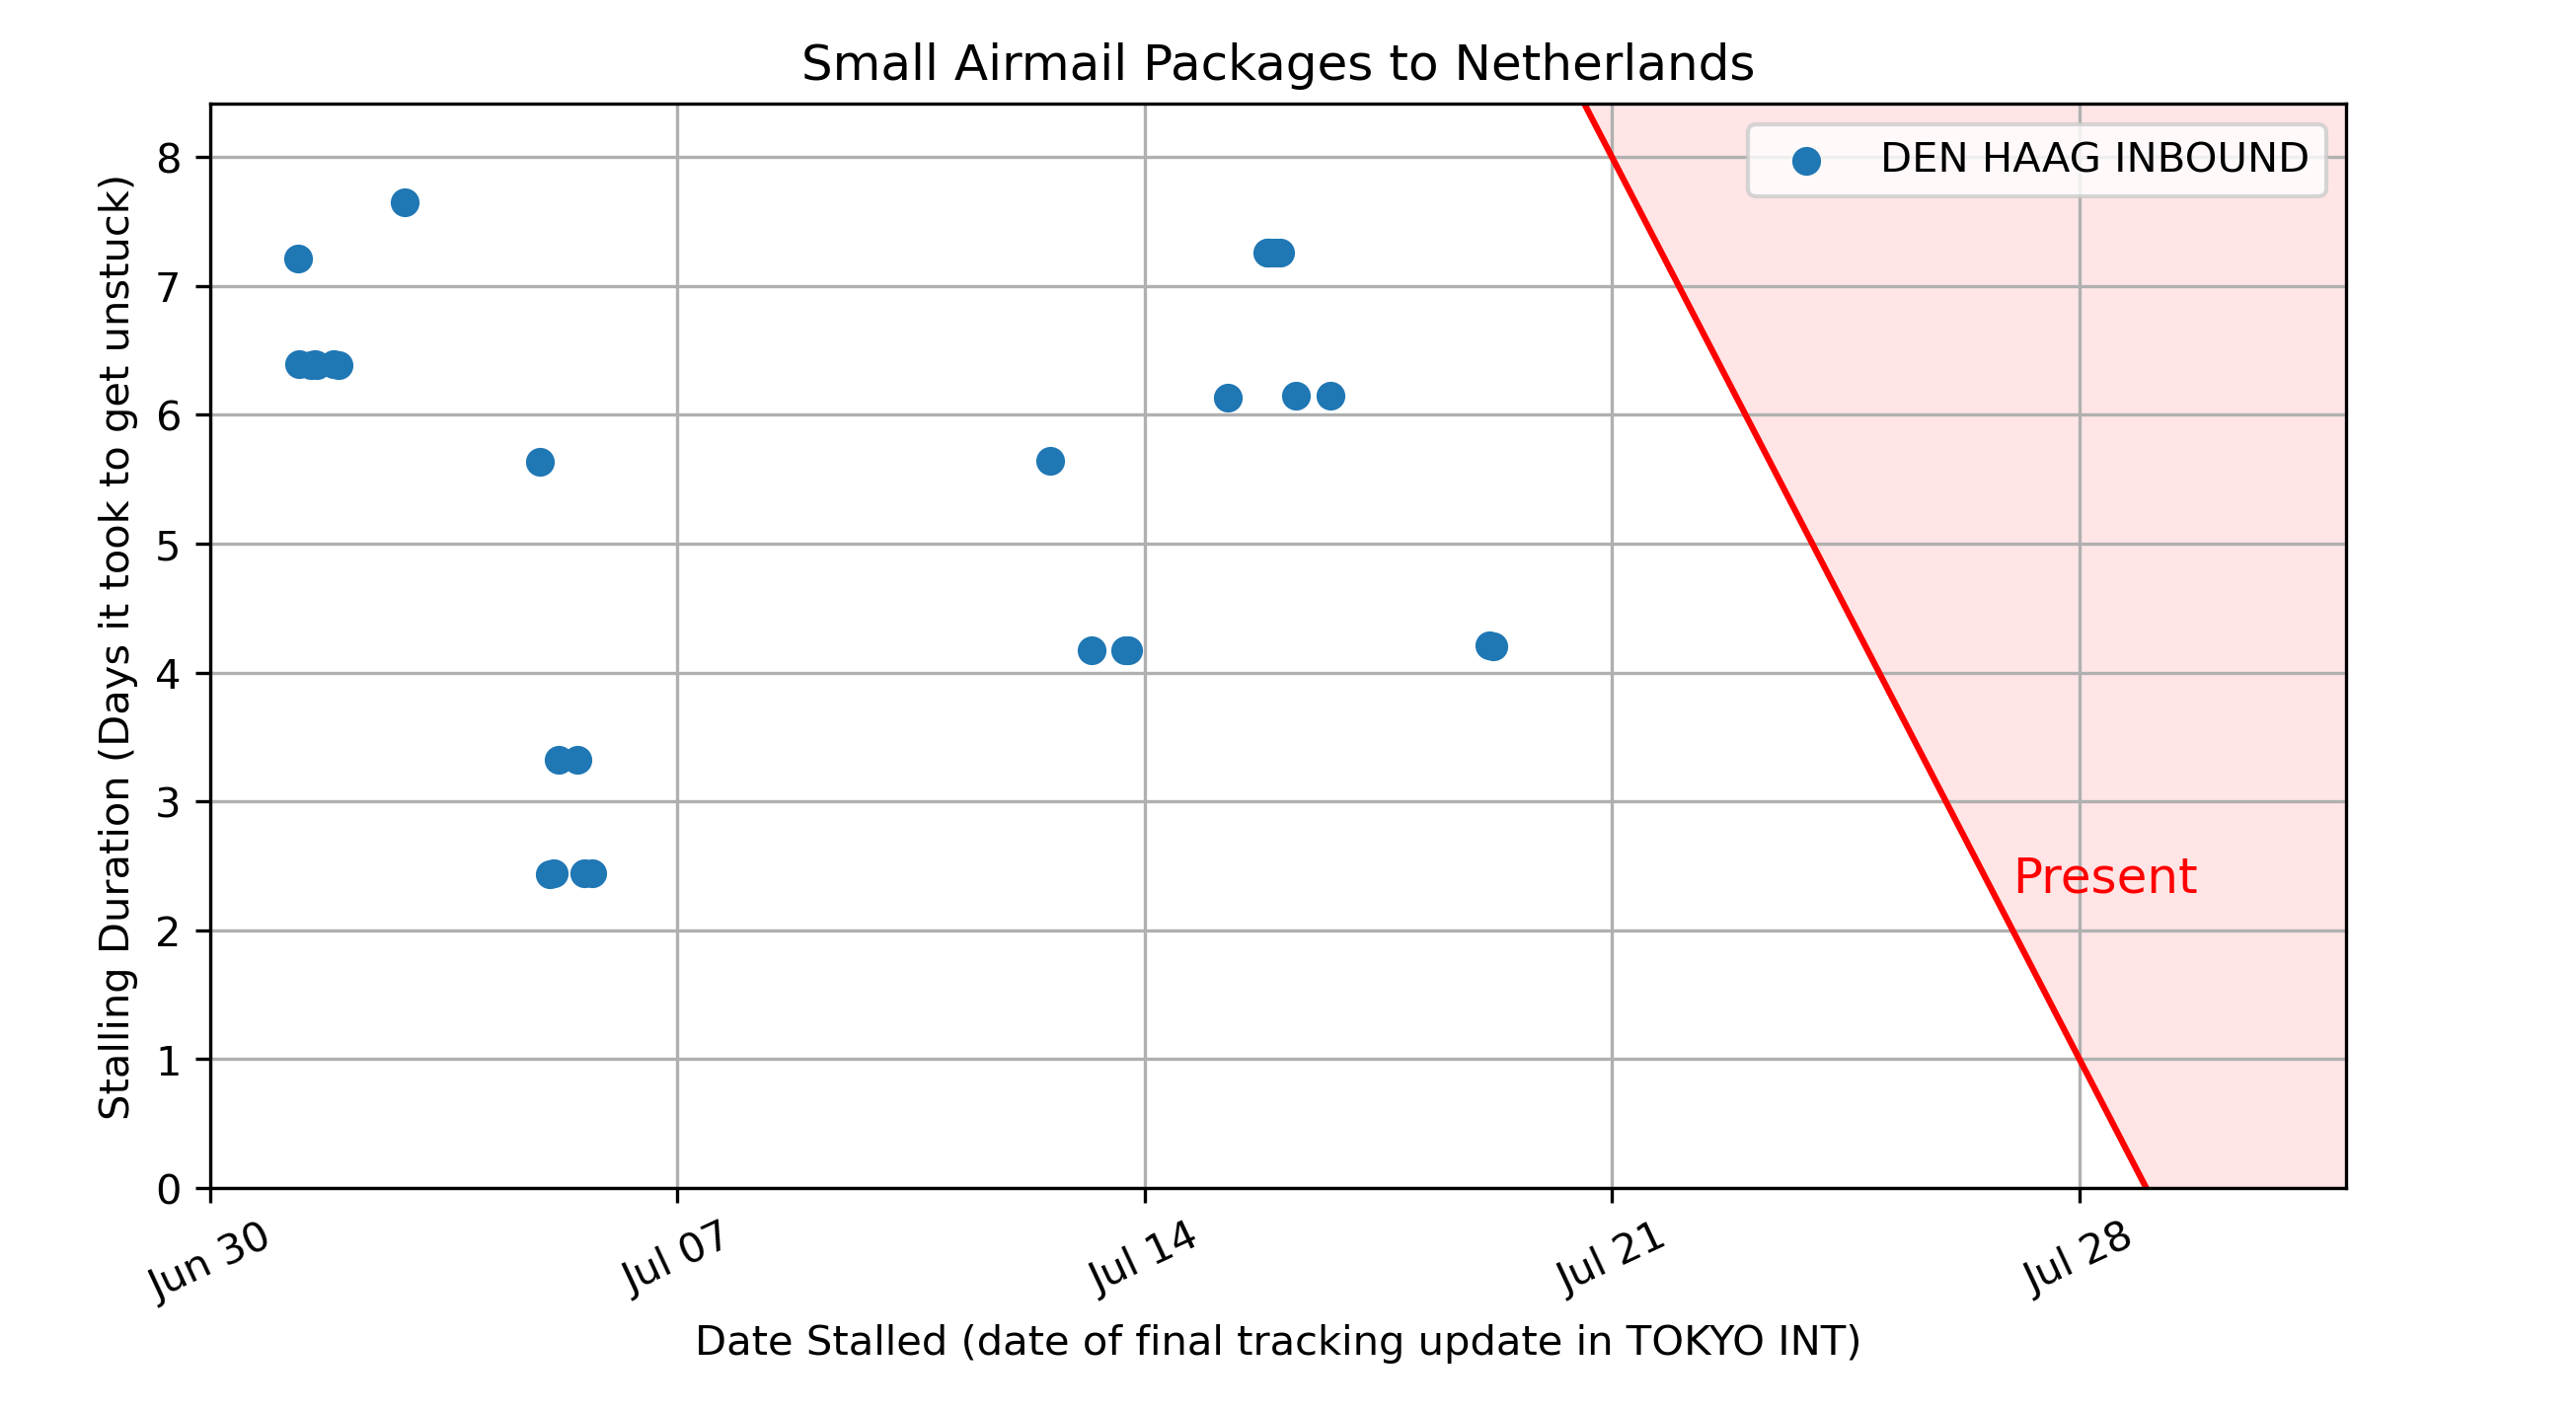 Small Airmail Packages to Netherlands
DEN HAAG INBOUND
Stalling Duration (Days it took to get unstuck)
8
7
6
5
4
3
2
1
0
Present
Jun 30
Jul 07
Jul 14
Jul 21
Jul 28
Date Stalled (date of final tracking update in TOKYO INT)